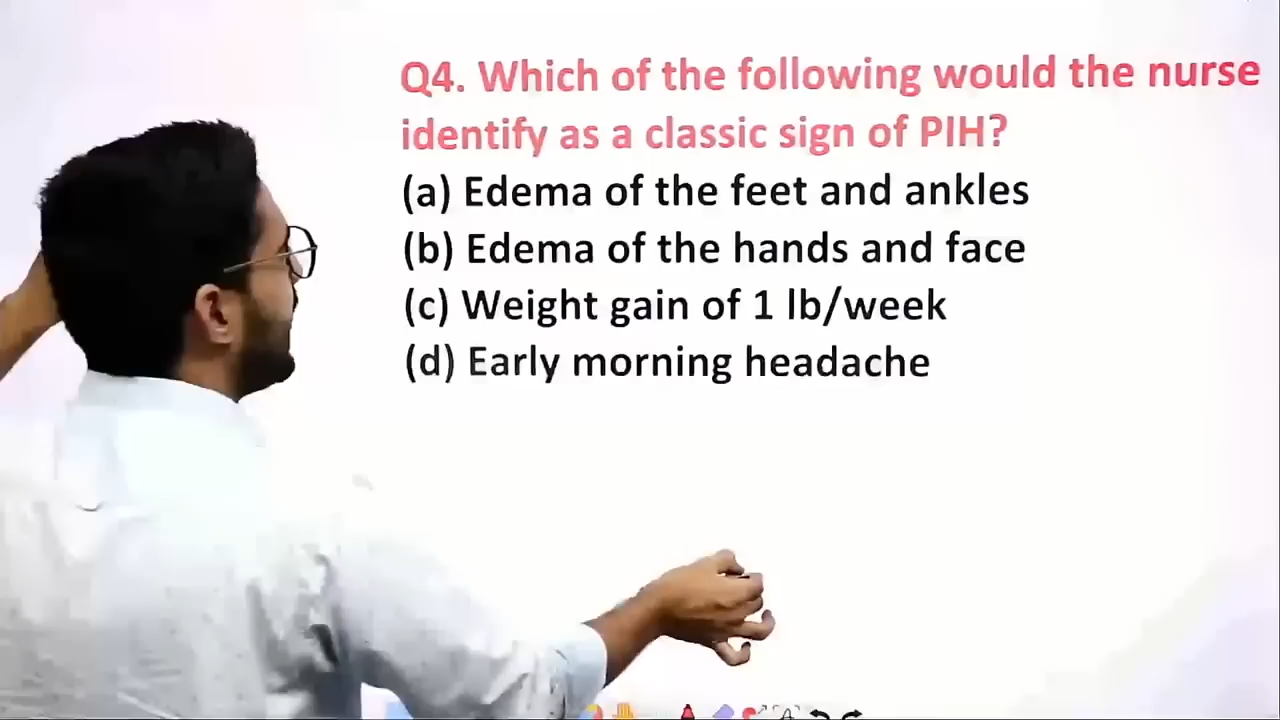 Q4. Which of the following would the nurse
identify as a classic sign of PIH?
(a) Edema of the feet and ankles
(b) Edema of the hands and face
(c) Weight gain of 1 lb/week
(d) Early morning headache